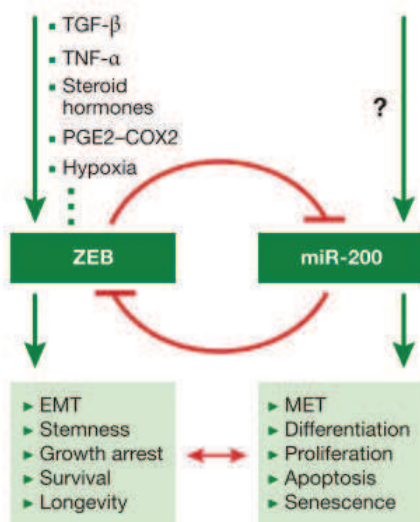 TGF-β
TNF-α
Steroid
hormones
PGE2–COX2
Hypoxia
?
ZEB
miR-200
EMT
Stemness
Growth arrest
Survival
Longevity
MET
Differentiation
Proliferation
Apoptosis
Senescence